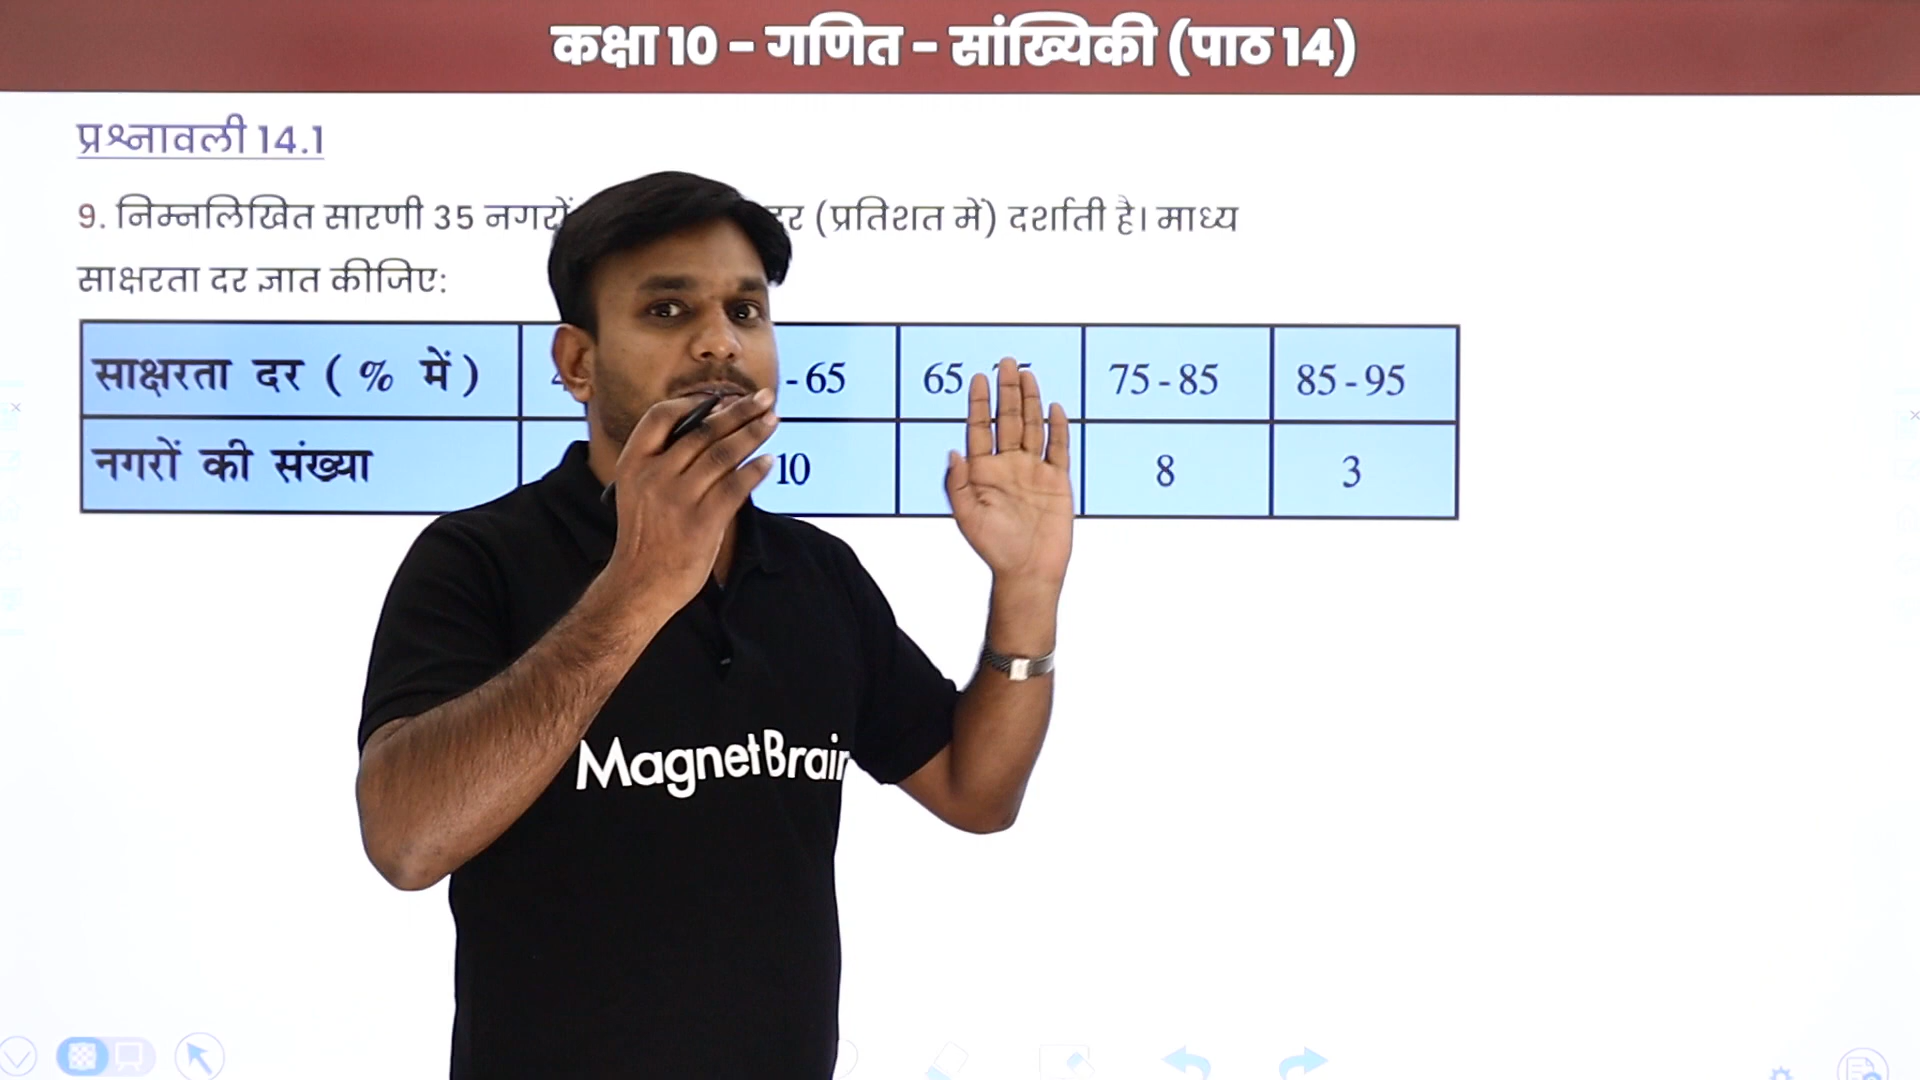 कक्षा 10 - गणित - सांख्यिकी (पाठ 14)
प्रश्नावली 14.1
9. निम्नलिखित सारणी 35 नगरों दर (प्रतिशत में) दर्शाती है। माध्य
साक्षरता दर ज्ञात कीजिए:
साक्षरता दर ( % में ) - 65 65 75 - 85 85 - 95
नगरों की संख्या 10 8 3
MagnetBrain